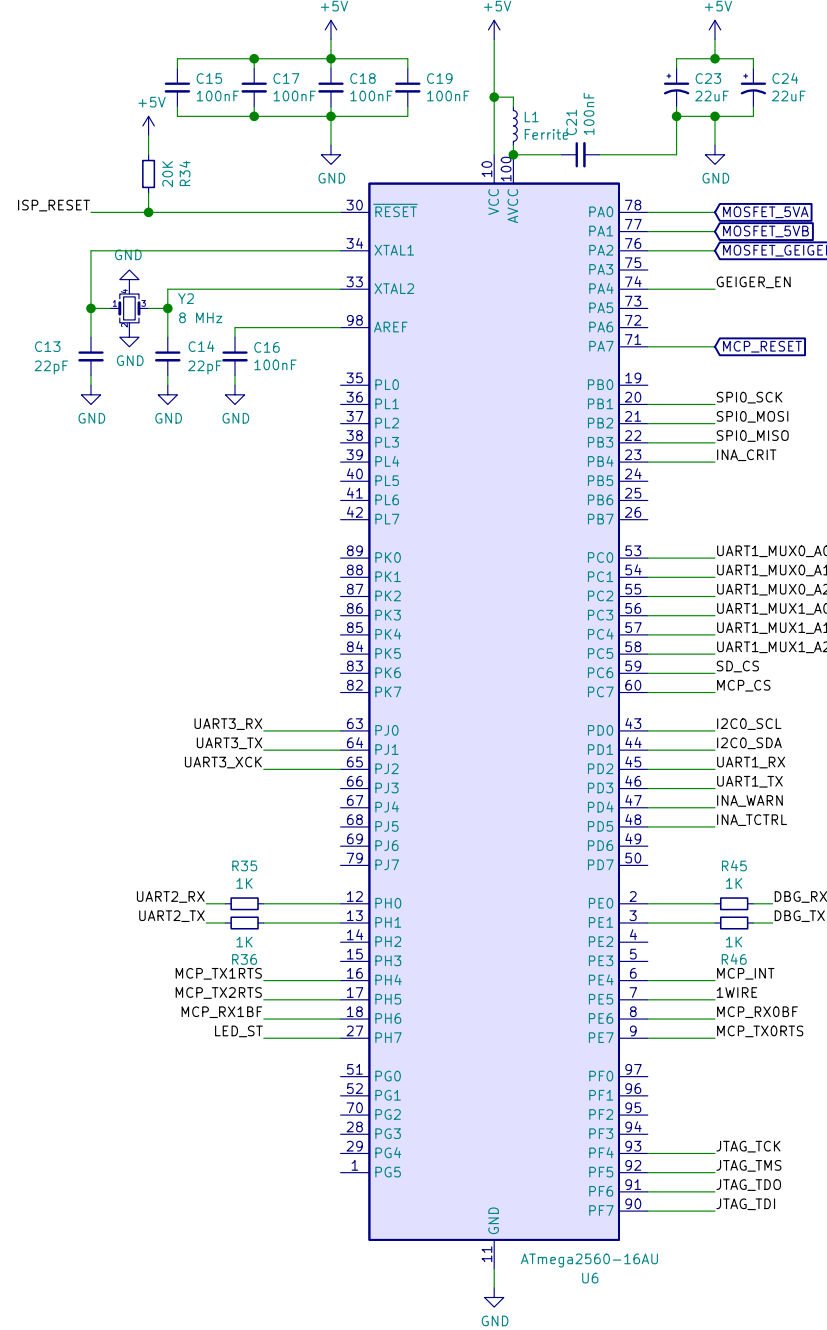 +5V
+5V
+5V
C15
100nF
C17
100nF
C18
100nF
C19
100nF
C23
22uF
C24
22uF
+5V
L1
Ferrite
C21
100nF
20K
R34
GND
GND
10
100
VCC
AVCC
ISP_RESET
30
RESET
34
XTAL1
33
XTAL2
98
AREF
GND
4
1
3
2
GND
Y2
8 MHz
C13
22pF
C14
22pF
C16
100nF
GND
GND
GND
PA0 78 MOSFET_5VA
PA1 77 MOSFET_5VB
PA2 76 MOSFET_GEIGER
PA3 75
PA4 74 GEIGER_EN
PA5 73
PA6 72
PA7 71 MCP_RESET
35 PL0
36 PL1
37 PL2
38 PL3
39 PL4
40 PL5
41 PL6
42 PL7
PB0 19
PB1 20 SPI0_SCK
PB2 21 SPI0_MOSI
PB3 22 SPI0_MISO
PB4 23 INA_CRIT
PB5 24
PB6 25
PB7 26
89 PK0
88 PK1
87 PK2
86 PK3
85 PK4
84 PK5
83 PK6
82 PK7
PC0 53 UART1_MUX0_A0
PC1 54 UART1_MUX0_A1
PC2 55 UART1_MUX0_A2
PC3 56 UART1_MUX1_A0
PC4 57 UART1_MUX1_A1
PC5 58 UART1_MUX1_A2
PC6 59 SD_CS
PC7 60 MCP_CS
UART3_RX 63 PJ0
UART3_TX 64 PJ1
UART3_XCK 65 PJ2
66 PJ3
67 PJ4
68 PJ5
69 PJ6
79 PJ7
PD0 43 I2C0_SCL
PD1 44 I2C0_SDA
PD2 45 UART1_RX
PD3 46 UART1_TX
PD4 47 INA_WARN
PD5 48 INA_TCTRL
PD6 49
PD7 50
R35
1K
UART2_RX 12 PH0
UART2_TX 13 PH1
1K
R36
14 PH2
15 PH3
MCP_TX1RTS 16 PH4
MCP_TX2RTS 17 PH5
MCP_RX1BF 18 PH6
LED_ST 27 PH7
R45
1K
PE0 2 DBG_RX
PE1 3 DBG_TX
1K
R46
PE2 4
PE3 5
PE4 6 MCP_INT
PE5 7 1WIRE
PE6 8 MCP_RX0BF
PE7 9 MCP_TX0RTS
51 PG0
52 PG1
70 PG2
28 PG3
29 PG4
1 PG5
PF0 97
PF1 96
PF2 95
PF3 94
PF4 93 JTAG_TCK
PF5 92 JTAG_TMS
PF6 91 JTAG_TDO
PF7 90 JTAG_TDI
GND
11
ATmega2560-16AU
U6
GND